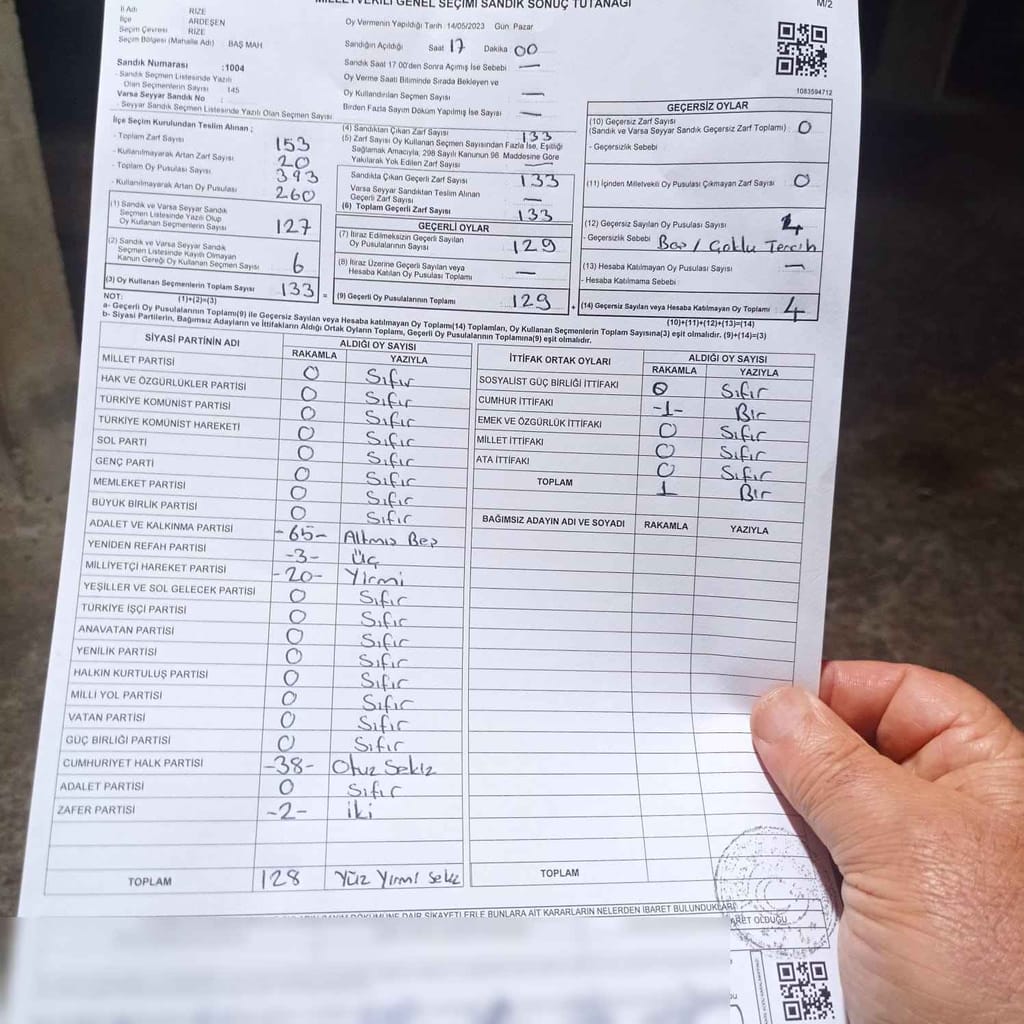 MİLLETVEKİLİ GENEL SEÇİMİ SANDIK SONUÇ TUTANAĞI
M/2
İl Adı RİZE
İlçe ARDEŞEN
Seçim Çevresi RİZE
Seçim Bölgesi (Mahalle Adı) BAŞ MAH
Sandık Numarası :1004
- Sandık Seçmen Listesinde Yazılı
Olan Seçmenlerin Sayısı 145
Varsa Seyyar Sandık No :
- Seyyar Sandık Seçmen Listesinde Yazılı Olan Seçmen Sayısı
Oy Vermenin Yapıldığı Tarih 14/05/2023 Gün Pazar
Sandığın Açıldığı Saat 17 Dakika 00
Sandık Saat 17.00'den Sonra Açımış İse Sebebi —
Oy Verme Saati Bitiminde Sırada Bekleyen ve
Oy Kullandırılan Seçmen Sayısı —
Birden Fazla Sayım Döküm Yapılmış İse Sayısı —
1083594712
İlçe Seçim Kurulundan Teslim Alınan ;
- Toplam Zarf Sayısı 153
- Kullanılmayarak Artan Zarf Sayısı 20
- Toplam Oy Pusulası Sayısı 393
- Kullanılmayarak Artan Oy Pusulası 260
(1) Sandık ve Varsa Seyyar Sandık
Seçmen Listesinde Yazılı Olup
Oy Kullanan Seçmenlerin Sayısı 127
(2) Sandık ve Varsa Seyyar Sandık
Seçmen Listesinde Kayıtlı Olmayan
Kanun Gereği Oy Kullanan Seçmen Sayısı 6
(3) Oy Kullanan Seçmenlerin Toplam Sayısı 133 =
(4) Sandıktan Çıkan Zarf Sayısı 133
(5) Zarf Sayısı Oy Kullanan Seçmen Sayısından Fazla İse, Eşitliği
Sağlamak Amacıyla, 298 Sayılı Kanunun 98. Maddesine Göre
Yakılarak Yok Edilen Zarf Sayısı —
Sandıkta Çıkan Geçerli Zarf Sayısı 133
Varsa Seyyar Sandıktan Teslim Alınan
Geçerli Zarf Sayısı —
(6) Toplam Geçerli Zarf Sayısı 133
GEÇERLİ OYLAR
(7) İtiraz Edilmeksizin Geçerli Sayılan
Oy Pusulalarının Sayısı 129
(8) İtiraz Üzerine Geçerli Sayılan veya
Hesaba Katılan Oy Pusulası Toplamı —
(9) Geçerli Oy Pusulalarının Toplamı 129 +
GEÇERSİZ OYLAR
(10) Geçersiz Zarf Sayısı
(Sandık ve Varsa Seyyar Sandık Geçersiz Zarf Toplamı) 0
- Geçersizlik Sebebi
(11) İçinden Milletvekili Oy Pusulası Çıkmayan Zarf Sayısı 0
(12) Geçersiz Sayılan Oy Pusulası Sayısı 4
- Geçersizlik Sebebi Boş / Çoklu Tercih
(13) Hesaba Katılmayan Oy Pusulası Sayısı —
- Hesaba Katılmama Sebebi
(14) Geçersiz Sayılan veya Hesaba Katılmayan Oy Toplamı 4
NOT: (1)+(2)=(3)
(10)+(11)+(12)+(13)=(14)
a- Geçerli Oy Pusulalarının Toplamı(9) ile Geçersiz Sayılan veya Hesaba katılmayan Oy Toplamı(14) Toplamları, Oy Kullanan Seçmenlerin Toplam Sayısına(3) eşit olmalıdır. (9)+(14)=(3)
b- Siyasi Partilerin, Bağımsız Adayların ve İttifakların Aldığı Ortak Oyların Toplamı, Geçerli Oy Pusulalarının Toplamına(9) eşit olmalıdır.
SİYASİ PARTİNİN ADI ALDIĞI OY SAYISI
RAKAMLA YAZIYLA
MİLLET PARTİSİ 0 Sıfır
HAK VE ÖZGÜRLÜKLER PARTİSİ 0 Sıfır
TÜRKİYE KOMÜNİST PARTİSİ 0 Sıfır
TÜRKİYE KOMÜNİST HAREKETİ 0 Sıfır
SOL PARTİ 0 Sıfır
GENÇ PARTİ 0 Sıfır
MEMLEKET PARTİSİ 0 Sıfır
BÜYÜK BİRLİK PARTİSİ 0 Sıfır
ADALET VE KALKINMA PARTİSİ -65- Altmış Beş
YENİDEN REFAH PARTİSİ -3- Üç
MİLLİYETÇİ HAREKET PARTİSİ -20- Yirmi
YEŞİLLER VE SOL GELECEK PARTİSİ 0 Sıfır
TÜRKİYE İŞÇİ PARTİSİ 0 Sıfır
ANAVATAN PARTİSİ 0 Sıfır
YENİLİK PARTİSİ 0 Sıfır
HALKIN KURTULUŞ PARTİSİ 0 Sıfır
MİLLİ YOL PARTİSİ 0 Sıfır
VATAN PARTİSİ 0 Sıfır
GÜÇ BİRLİĞİ PARTİSİ 0 Sıfır
CUMHURİYET HALK PARTİSİ -38- Otuz Sekiz
ADALET PARTİSİ 0 Sıfır
ZAFER PARTİSİ -2- İki
TOPLAM 128 Yüz Yirmi Sekiz
İTTİFAK ORTAK OYLARI ALDIĞI OY SAYISI
RAKAMLA YAZIYLA
SOSYALİST GÜÇ BİRLİĞİ İTTİFAKI 0 Sıfır
CUMHUR İTTİFAKI -1- Bir
EMEK VE ÖZGÜRLÜK İTTİFAKI 0 Sıfır
MİLLET İTTİFAKI 0 Sıfır
ATA İTTİFAKI 0 Sıfır
TOPLAM 1 Bir
BAĞIMSIZ ADAYIN ADI VE SOYADI RAKAMLA YAZIYLA
TOPLAM
DÖKÜMÜNE DAİR ŞİKAYETLERLE BUNLARA AİT KARARLARIN NELERDEN İBARET BULUNDUKLARI
ARET OLDUĞU